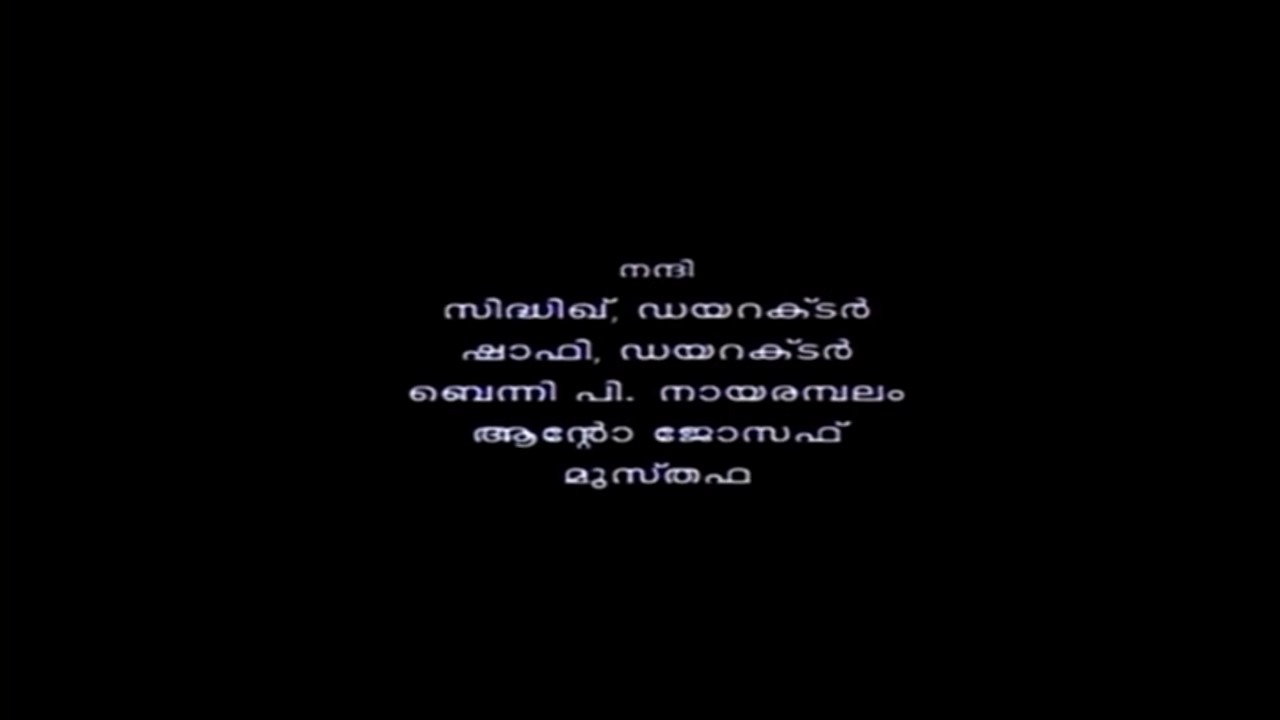 നന്ദി
സിദ്ധിഖ്, ഡയറക്ടർ
ഷാഫി, ഡയറക്ടർ
ബെന്നി പി. നായരമ്പലം
ആന്റോ ജോസഫ്
മുസ്തഫ